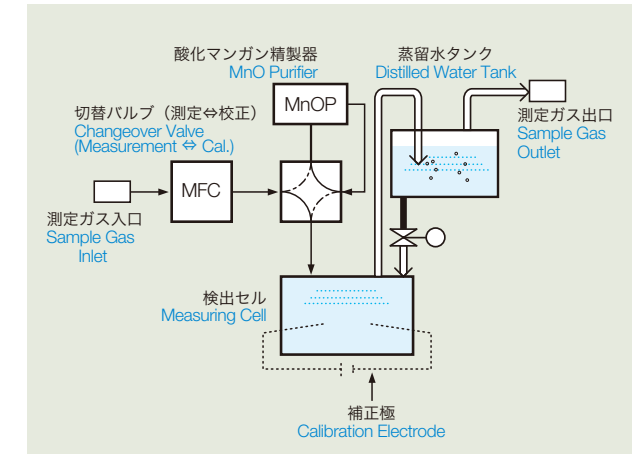 酸化マンガン精製器
MnO Purifier
蒸留水タンク
Distilled Water Tank
MnOP
切替バルブ（測定⇔校正）
Changeover Valve
(Measurement ⇔ Cal.)
測定ガス出口
Sample Gas
Outlet
MFC
測定ガス入口
Sample Gas
Inlet
検出セル
Measuring Cell
補正極
Calibration Electrode